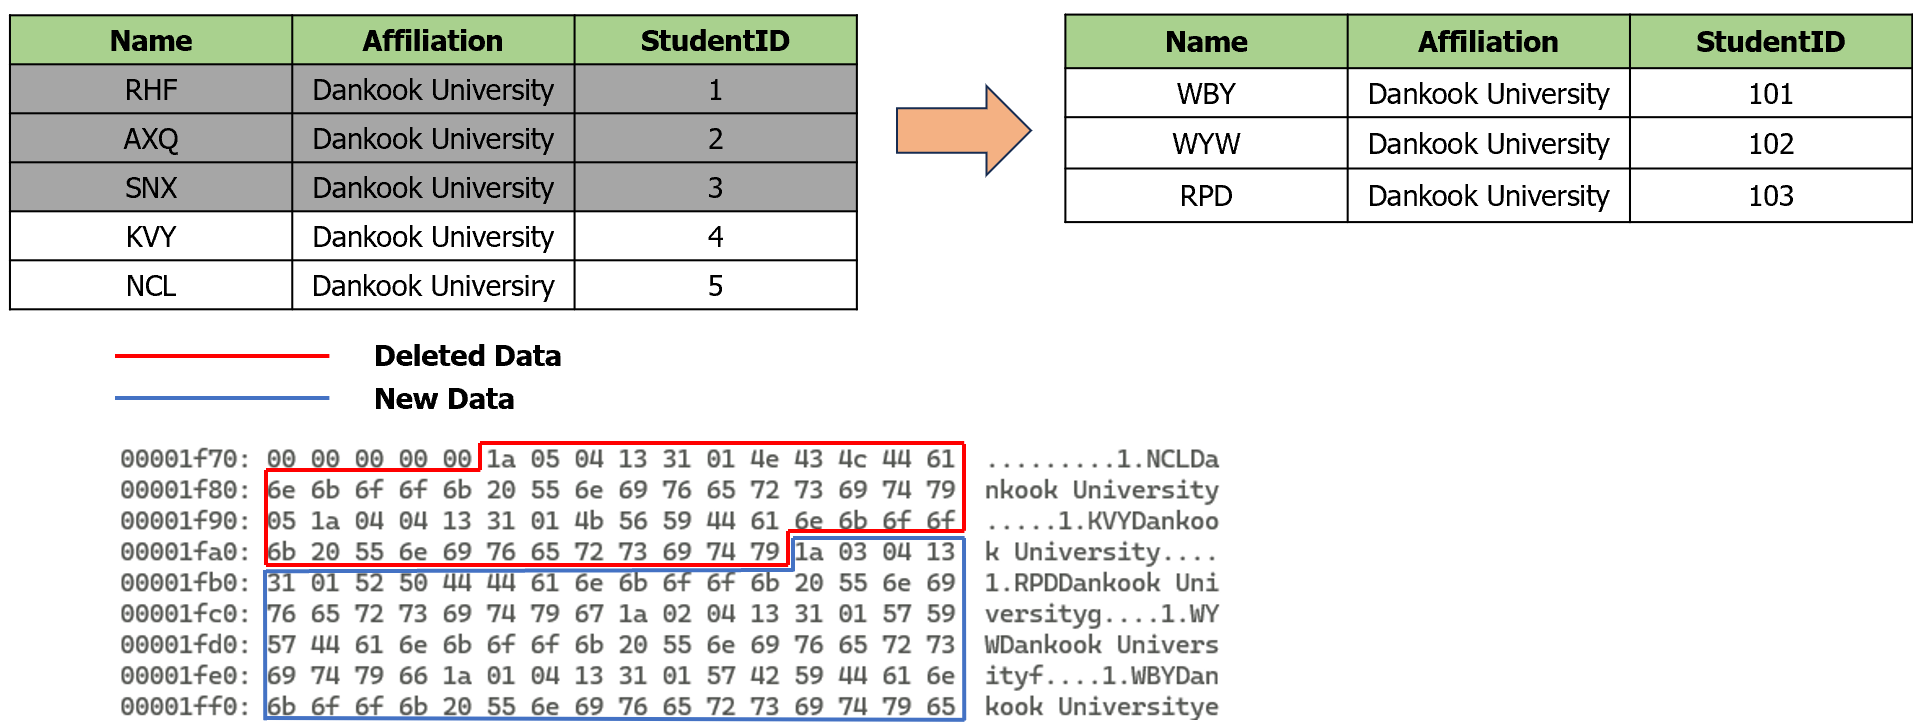 Name Affiliation StudentID
RHF Dankook University 1
AXQ Dankook University 2
SNX Dankook University 3
KVY Dankook University 4
NCL Dankook Universiry 5
Name Affiliation StudentID
WBY Dankook University 101
WYW Dankook University 102
RPD Dankook University 103
Deleted Data
New Data
00001f70: 00 00 00 00 00 1a 05 04 13 31 01 4e 43 4c 44 61 .........1.NCLDa
00001f80: 6e 6b 6f 6f 6b 20 55 6e 69 76 65 72 73 69 74 79 nkook University
00001f90: 05 1a 04 04 13 31 01 4b 56 59 44 61 6e 6b 6f 6f .....1.KVYDankoo
00001fa0: 6b 20 55 6e 69 76 65 72 73 69 74 79 1a 03 04 13 k University....
00001fb0: 31 01 52 50 44 44 61 6e 6b 6f 6f 6b 20 55 6e 69 1.RPDDankook Uni
00001fc0: 76 65 72 73 69 74 79 67 1a 02 04 13 31 01 57 59 versityg....1.WY
00001fd0: 57 44 61 6e 6b 6f 6f 6b 20 55 6e 69 76 65 72 73 WDankook Univers
00001fe0: 69 74 79 66 1a 01 04 13 31 01 57 42 59 44 61 6e ityf....1.WBYDan
00001ff0: 6b 6f 6f 6b 20 55 6e 69 76 65 72 73 69 74 79 65 kook Universitye